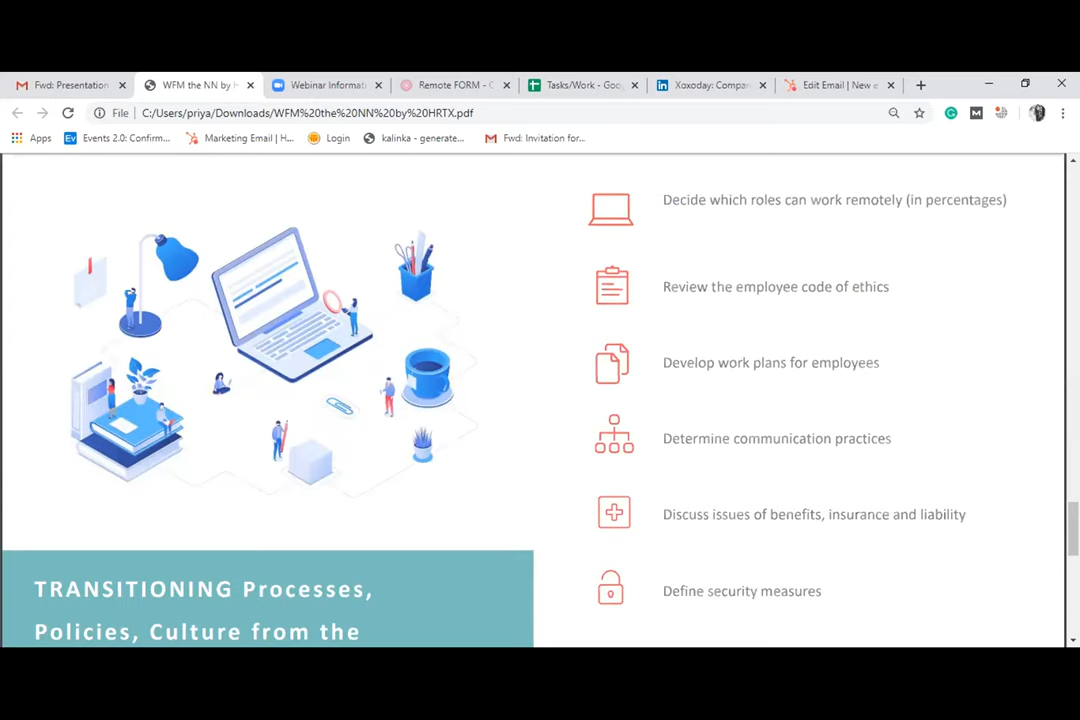 Fwd: Presentation
WFM the NN by H
Webinar Informati
Remote FORM - C
Tasks/Work - Goo
Xoxoday: Compan
Edit Email | New e
File
C:/Users/priya/Downloads/WFM%20the%20NN%20by%20HRTX.pdf
Apps
Events 2.0: Confirm...
Marketing Email | H...
Login
kalinka - generate...
Fwd: Invitation for...
Decide which roles can work remotely (in percentages)
Review the employee code of ethics
Develop work plans for employees
Determine communication practices
Discuss issues of benefits, insurance and liability
Define security measures
TRANSITIONING Processes,
Policies, Culture from the